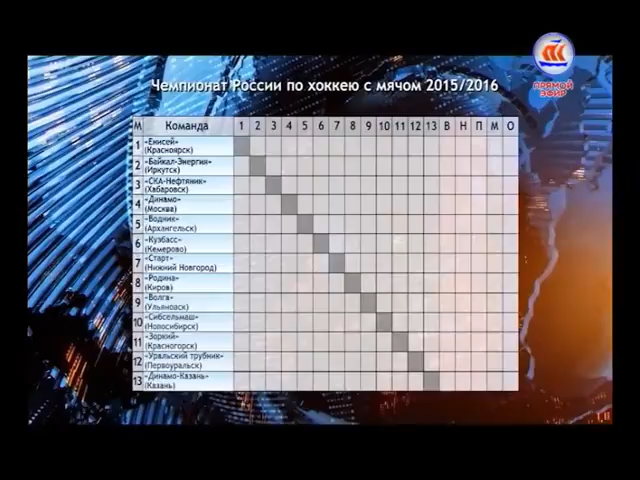 ПРЯМОЙ
ЭФИР
Чемпионат России по хоккею с мячом 2015/2016
М Команда 1 2 3 4 5 6 7 8 9 10 11 12 13 В Н П М О
1 «Енисей»
(Красноярск)
2 «Байкал-Энергия»
(Иркутск)
3 «СКА-Нефтяник»
(Хабаровск)
4 «Динамо»
(Москва)
5 «Водник»
(Архангельск)
6 «Кузбасс»
(Кемерово)
7 «Старт»
(Нижний Новгород)
8 «Родина»
(Киров)
9 «Волга»
(Ульяновск)
10 «Сибсельмаш»
(Новосибирск)
11 «Зоркий»
(Красногорск)
12 «Уральский трубник»
(Первоуральск)
13 «Динамо-Казань»
(Казань)